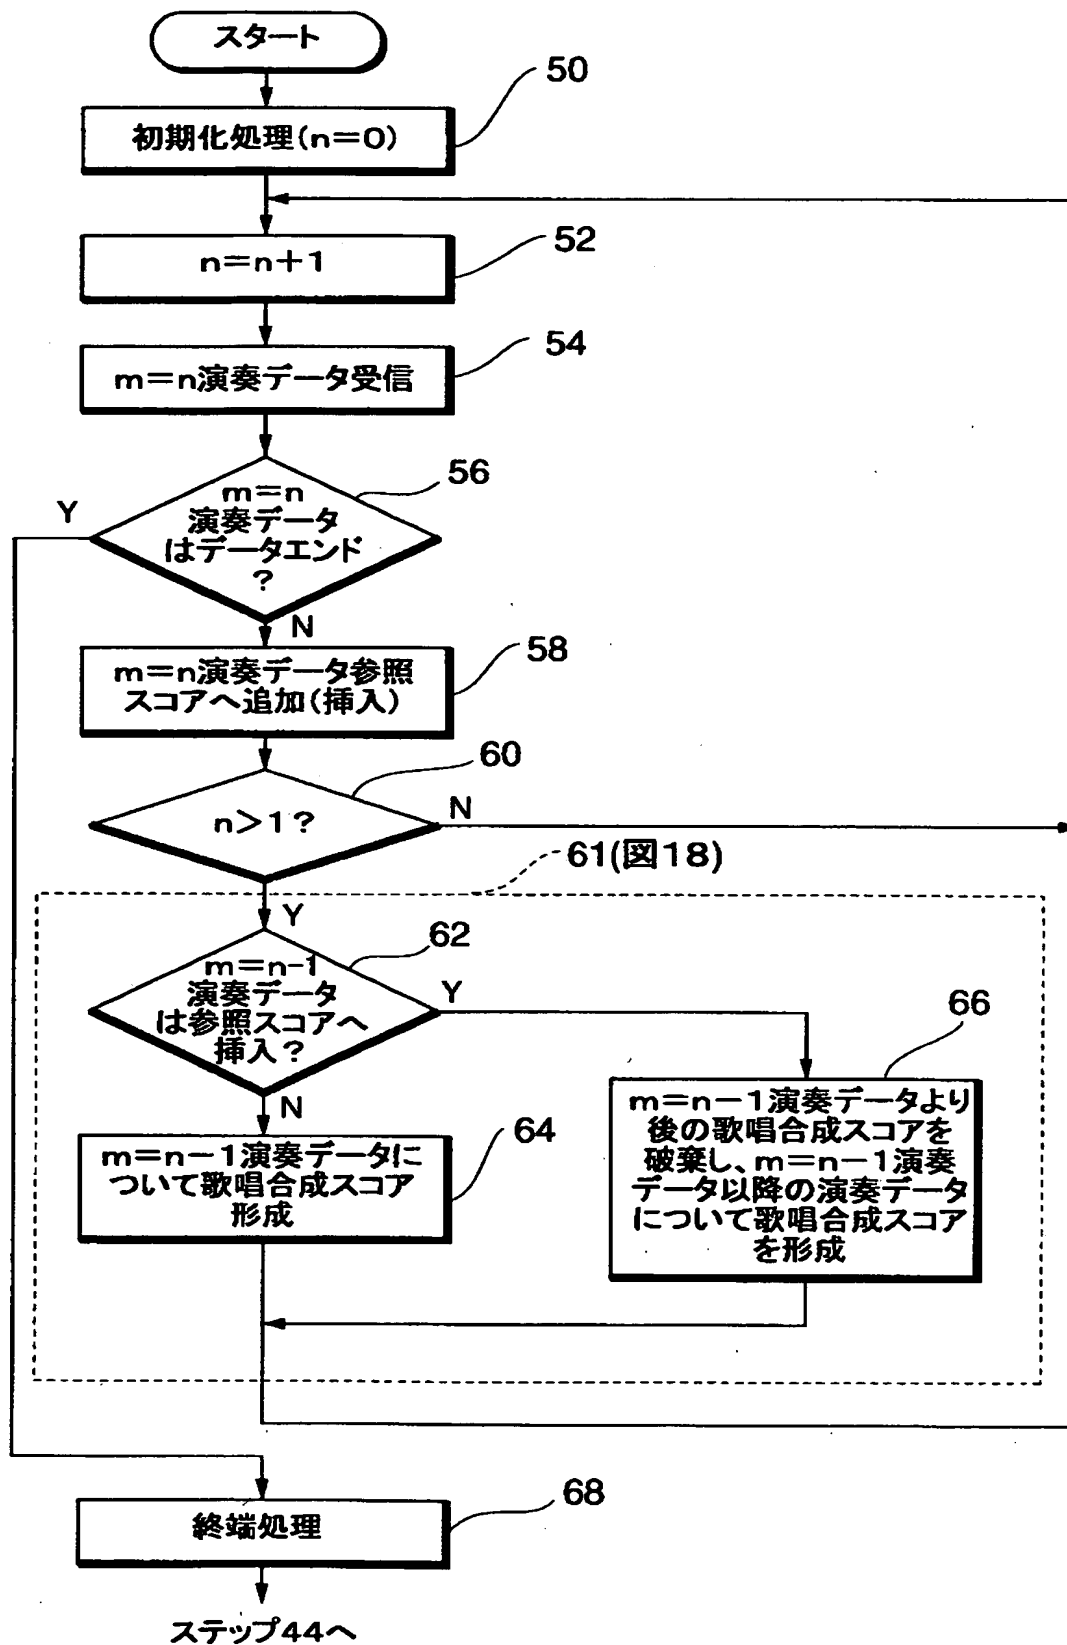 スタート
50
初期化処理(n=0)
52
n=n+1
54
m=n演奏データ受信
56
Y
m=n
演奏データ
はデータエンド
?
N
58
m=n演奏データ参照
スコアへ追加(挿入)
60
n>1?
N
61(図18)
Y
62
m=n-1
演奏データ
は参照スコアへ
挿入?
Y
N
66
m=n-1演奏データより
後の歌唱合成スコアを
破棄し、m=n-1演奏
データ以降の演奏データ
について歌唱合成スコア
を形成
64
m=n-1演奏データに
ついて歌唱合成スコア
形成
68
終端処理
ステップ44へ